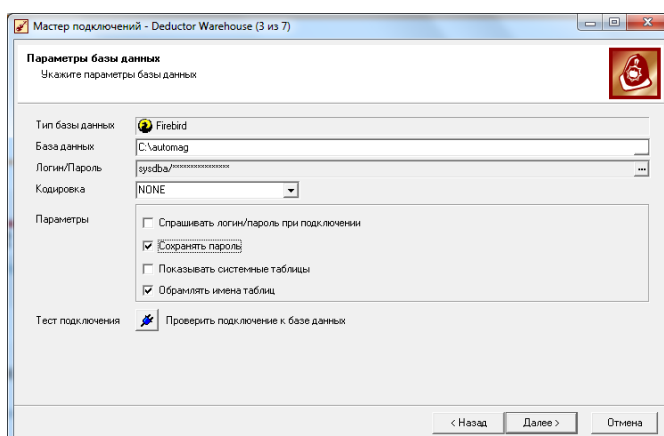 Мастер подключений - Deductor Warehouse (3 из 7)
Параметры базы данных
Укажите параметры базы данных
Тип базы данных Firebird
База данных C:\automag
Логин/Пароль sysdba/**************** ...
Кодировка NONE
Параметры Спрашивать логин/пароль при подключении
Сохранять пароль
Показывать системные таблицы
Обрамлять имена таблиц
Тест подключения Проверить подключение к базе данных
< Назад Далее > Отмена